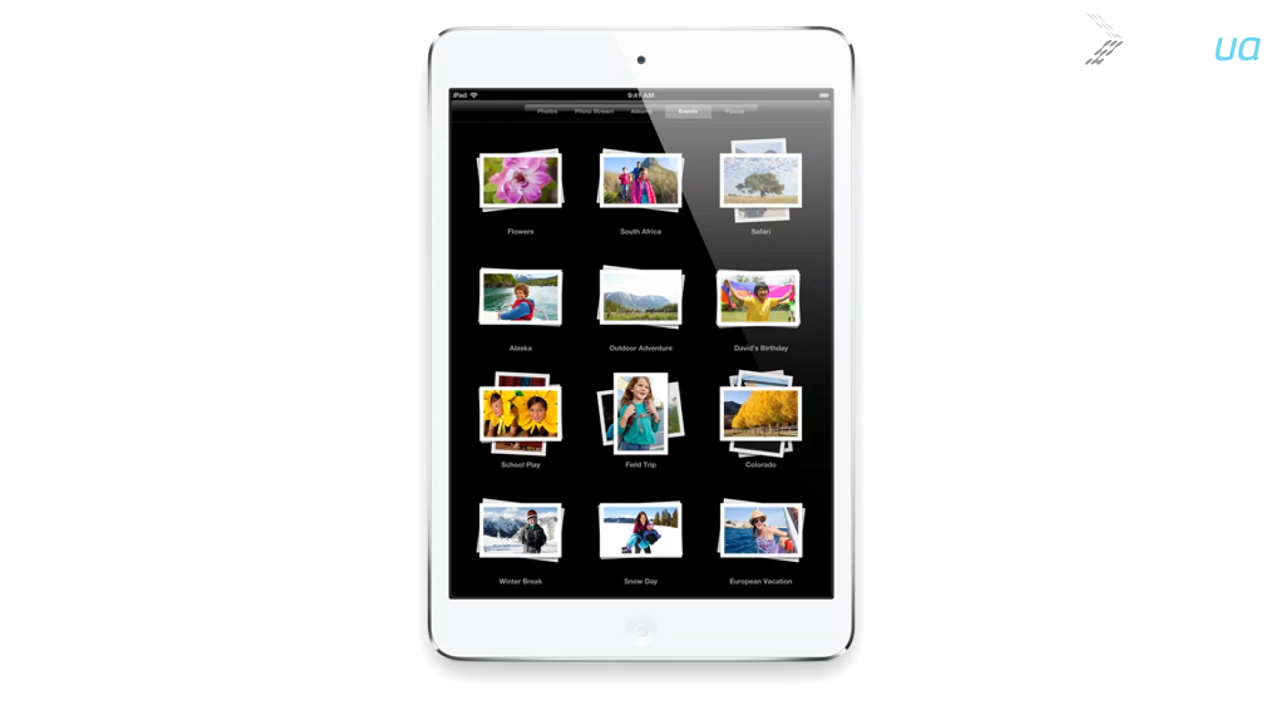 ua
iPad 9:41 AM
Photos Photo Stream Albums Events Places
Flowers South Africa Safari
Alaska Outdoor Adventure David's Birthday
School Play Field Trip Colorado
Winter Break Snow Day European Vacation